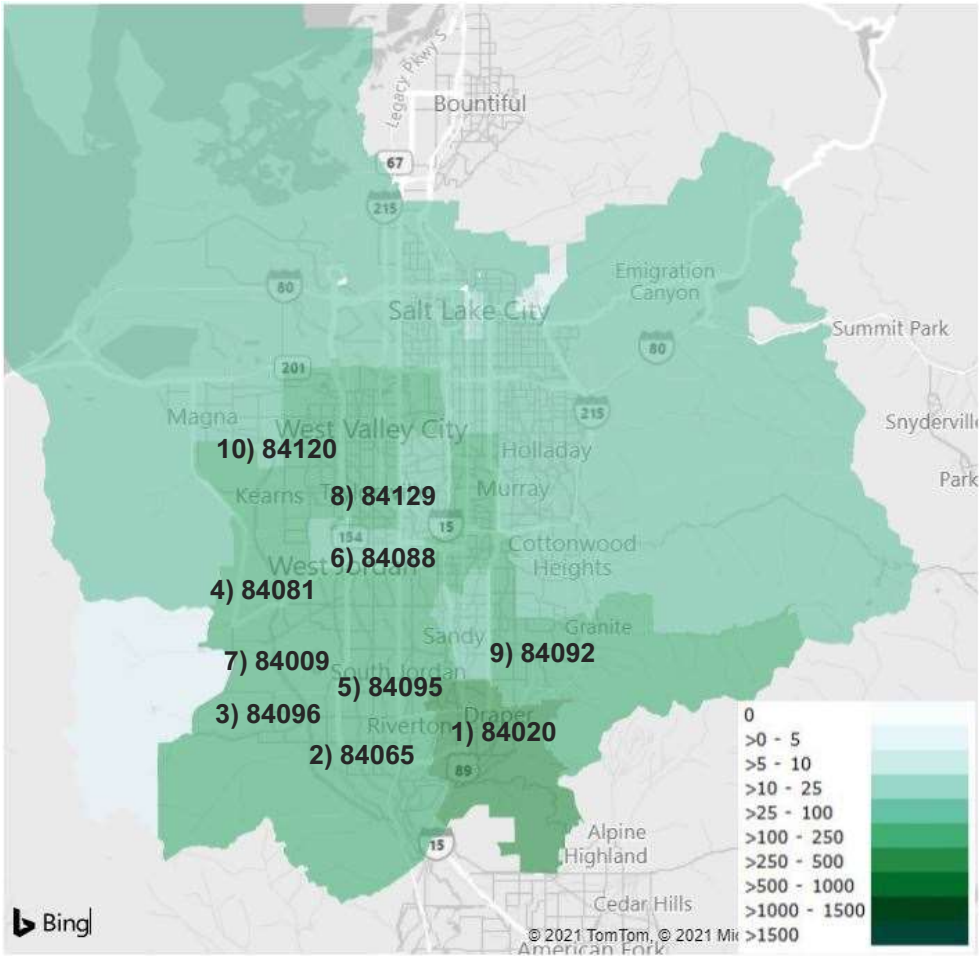 Legacy Pkwy S
Bountiful
67
215
80
Emigration
Canyon
Salt Lake City
Summit Park
80
201
215
Magna
West Valley City
Snyderville
10) 84120
Holladay
Park
Kearns
8) 84129
Murray
15
154
Cottonwood
Heights
6) 84088
West Jordan
4) 84081
Sandy
Granite
9) 84092
7) 84009
South Jordan
5) 84095
3) 84096
Draper
Riverton
1) 84020
2) 84065
89
0
>0 - 5
>5 - 10
>10 - 25
>25 - 100
>100 - 250
>250 - 500
>500 - 1000
>1000 - 1500
>1500
Alpine
Highland
15
Cedar Hills
Bing
© 2021 TomTom, © 2021 Mic
American Fork